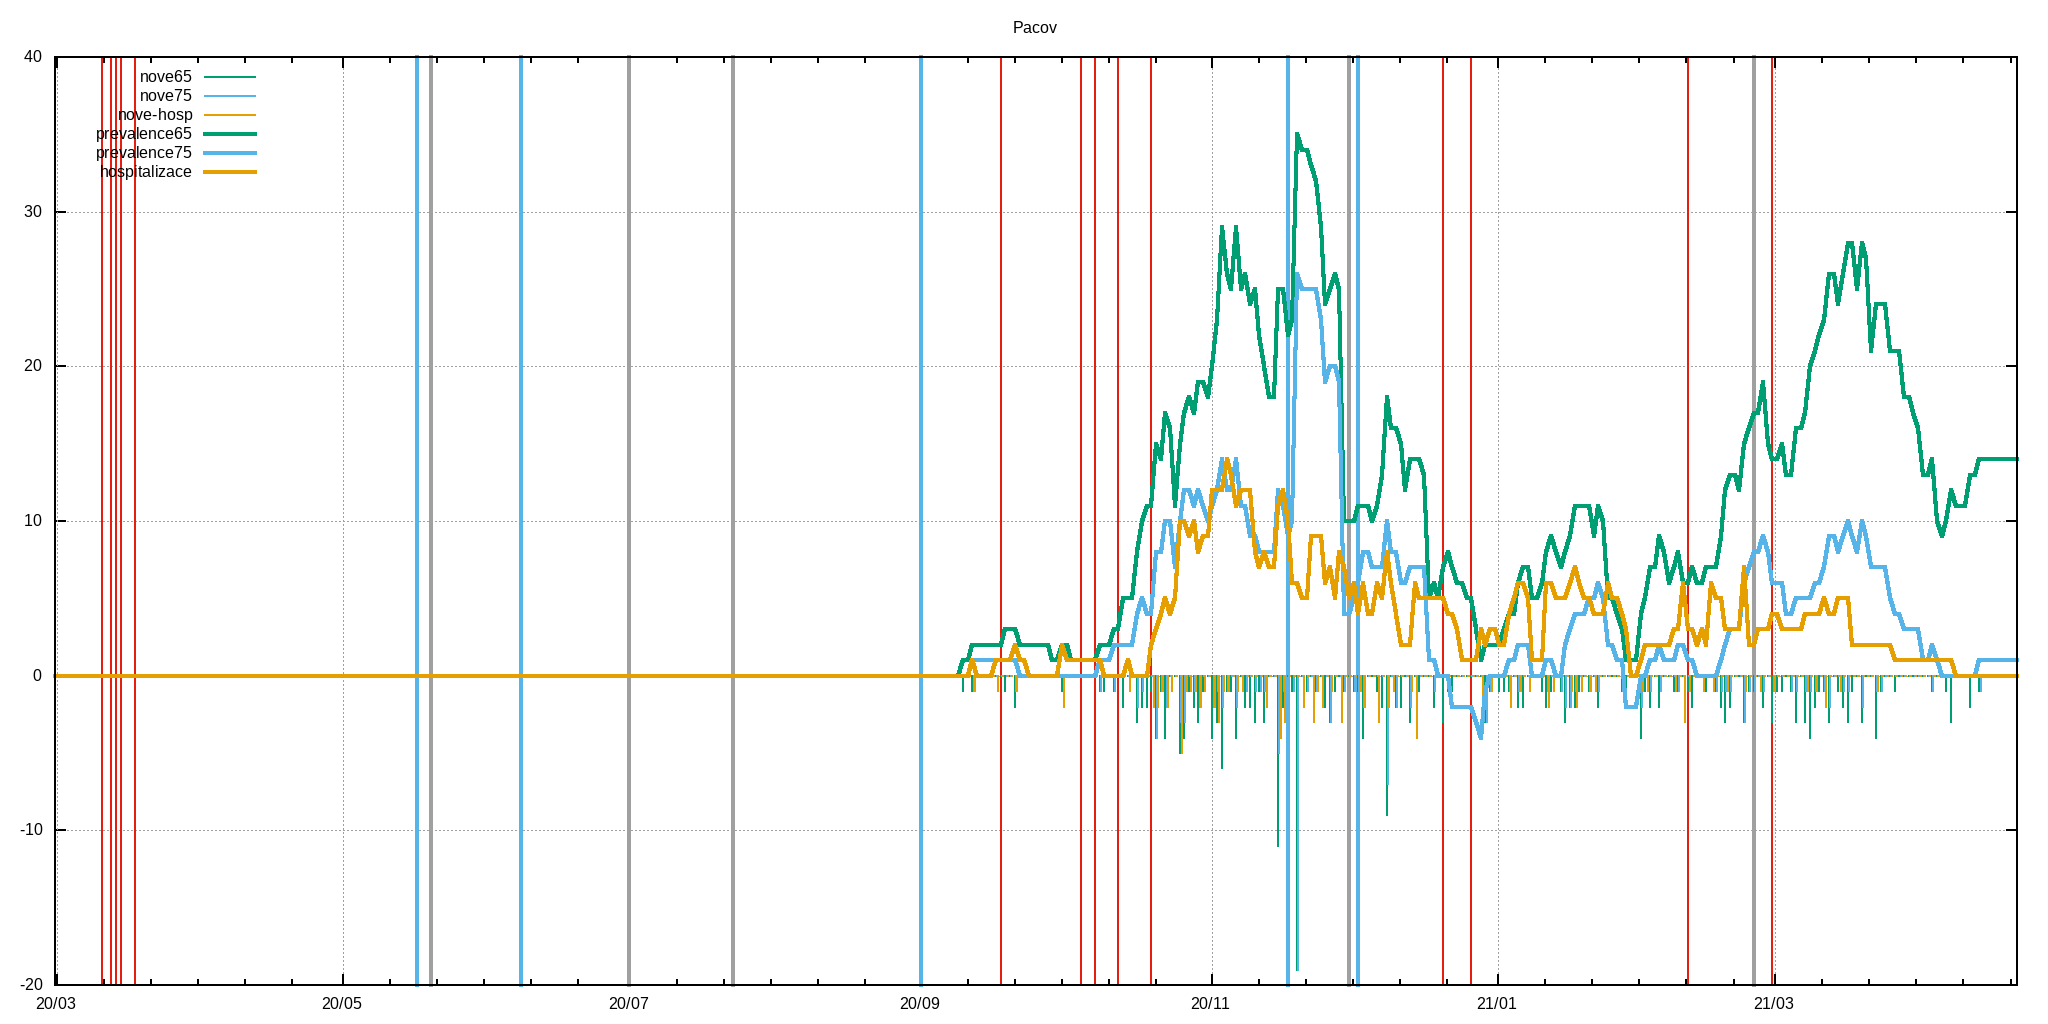 Pacov
40
nove65
nove75
nove-hosp
prevalence65
prevalence75
hospitalizace
30
20
10
0
-10
-20
20/03 20/05 20/07 20/09 20/11 21/01 21/03